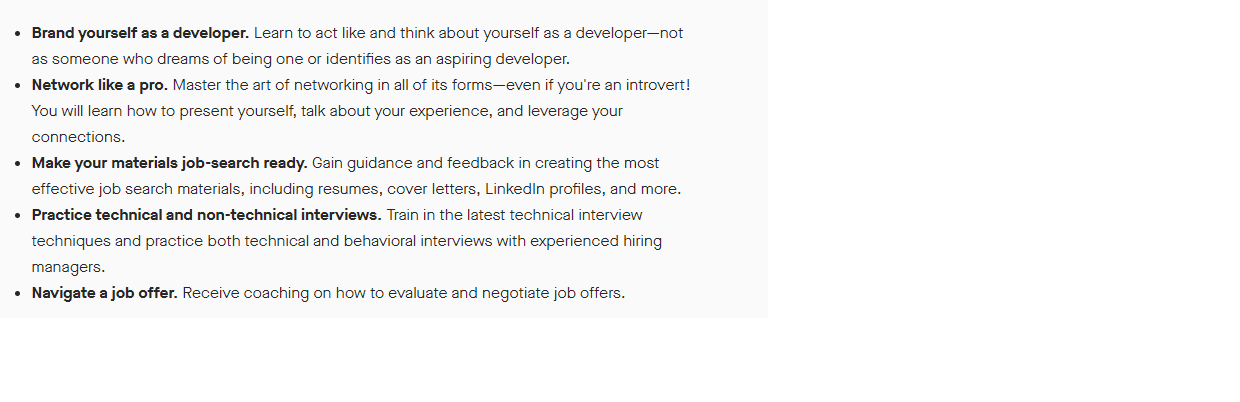 • Brand yourself as a developer. Learn to act like and think about yourself as a developer—not
as someone who dreams of being one or identifies as an aspiring developer.
• Network like a pro. Master the art of networking in all of its forms—even if you're an introvert!
You will learn how to present yourself, talk about your experience, and leverage your
connections.
• Make your materials job-search ready. Gain guidance and feedback in creating the most
effective job search materials, including resumes, cover letters, LinkedIn profiles, and more.
• Practice technical and non-technical interviews. Train in the latest technical interview
techniques and practice both technical and behavioral interviews with experienced hiring
managers.
• Navigate a job offer. Receive coaching on how to evaluate and negotiate job offers.